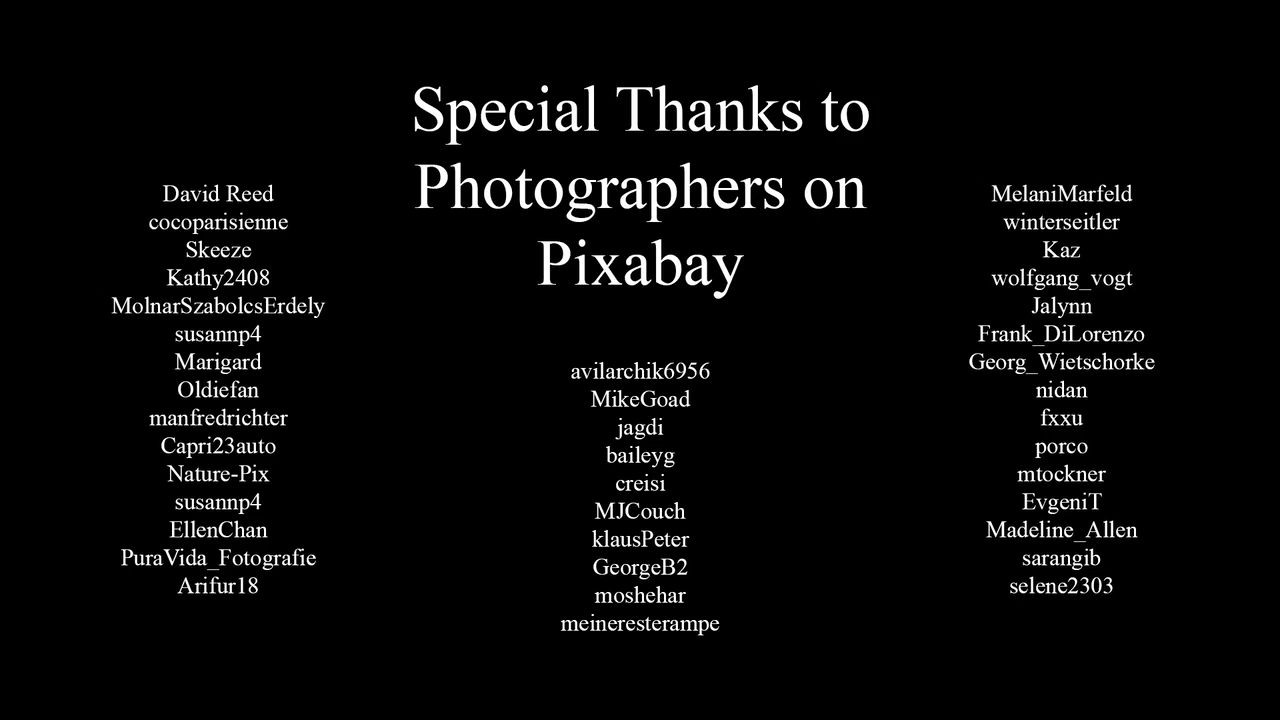 Special Thanks to
Photographers on
Pixabay
David Reed
cocoparisienne
Skeeze
Kathy2408
MolnarSzabolcsErdely
susannp4
Marigard
Oldiefan
manfredrichter
Capri23auto
Nature-Pix
susannp4
EllenChan
PuraVida_Fotografie
Arifur18
avilarchik6956
MikeGoad
jagdi
baileyg
creisi
MJCouch
klausPeter
GeorgeB2
moshehar
meineresterampe
MelaniMarfeld
winterseitler
Kaz
wolfgang_vogt
Jalynn
Frank_DiLorenzo
Georg_Wietschorke
nidan
fxxu
porco
mtockner
EvgeniT
Madeline_Allen
sarangib
selene2303